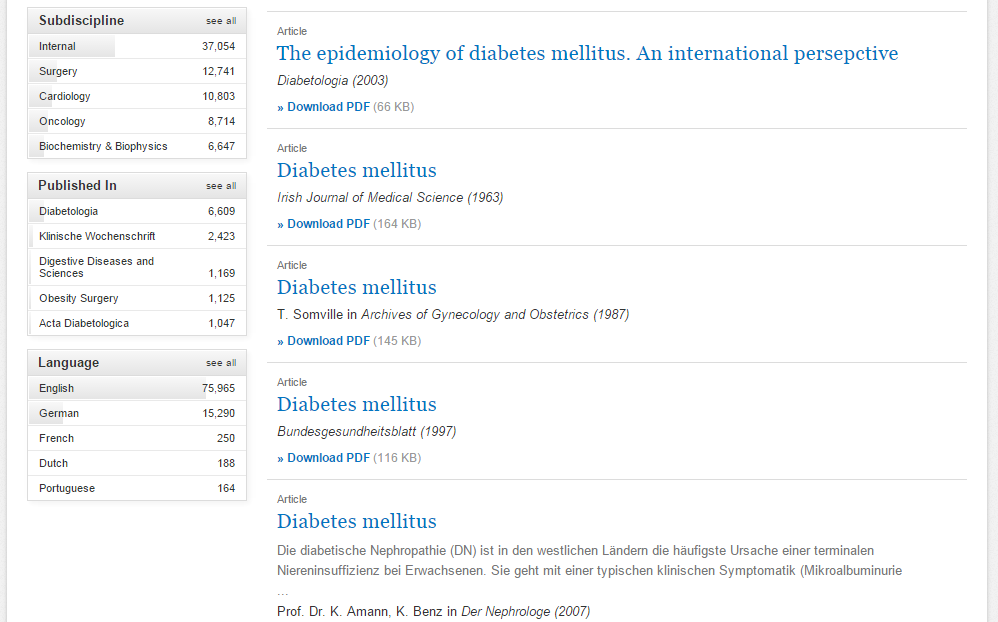 Subdiscipline see all
Internal 37,054
Surgery 12,741
Cardiology 10,803
Oncology 8,714
Biochemistry & Biophysics 6,647
Published In see all
Diabetologia 6,609
Klinische Wochenschrift 2,423
Digestive Diseases and
Sciences 1,169
Obesity Surgery 1,125
Acta Diabetologica 1,047
Language see all
English 75,965
German 15,290
French 250
Dutch 188
Portuguese 164
Article
The epidemiology of diabetes mellitus. An international persepctive
Diabetologia (2003)
» Download PDF (66 KB)
Article
Diabetes mellitus
Irish Journal of Medical Science (1963)
» Download PDF (164 KB)
Article
Diabetes mellitus
T. Somville in Archives of Gynecology and Obstetrics (1987)
» Download PDF (145 KB)
Article
Diabetes mellitus
Bundesgesundheitsblatt (1997)
» Download PDF (116 KB)
Article
Diabetes mellitus
Die diabetische Nephropathie (DN) ist in den westlichen Ländern die häufigste Ursache einer terminalen
Niereninsuffizienz bei Erwachsenen. Sie geht mit einer typischen klinischen Symptomatik (Mikroalbuminurie
...
Prof. Dr. K. Amann, K. Benz in Der Nephrologe (2007)